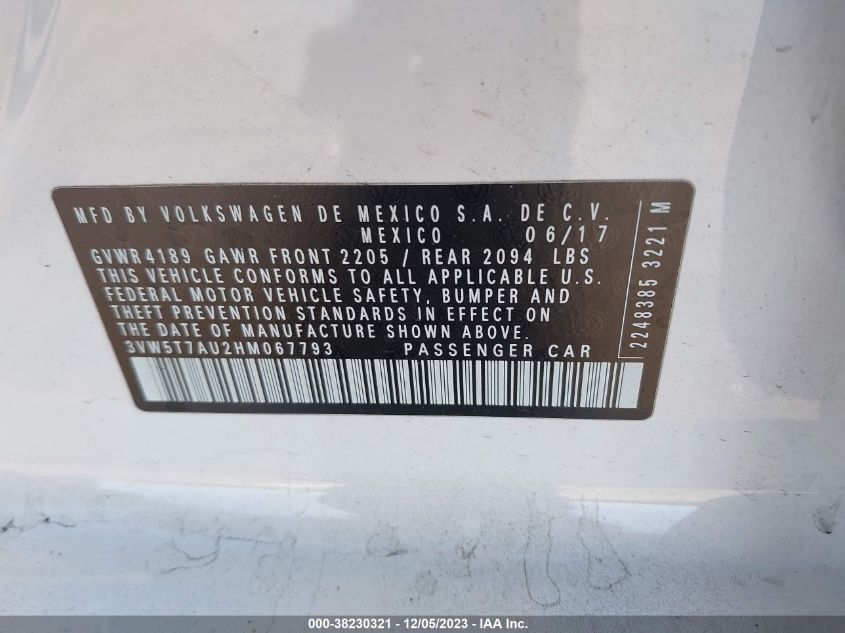 MFD BY VOLKSWAGEN DE MEXICO S.A. DE C.V.
MEXICO 06/17
GVWR4189 GAWR FRONT 2205 / REAR 2094 LBS
THIS VEHICLE CONFORMS TO ALL APPLICABLE U.S.
FEDERAL MOTOR VEHICLE SAFETY, BUMPER AND
THEFT PREVENTION STANDARDS IN EFFECT ON
THE DATE OF MANUFACTURE SHOWN ABOVE.
3VW5T7AU2HM067793 PASSENGER CAR
2248385 3221 M
000-38230321 - 12/05/2023 - IAA Inc.